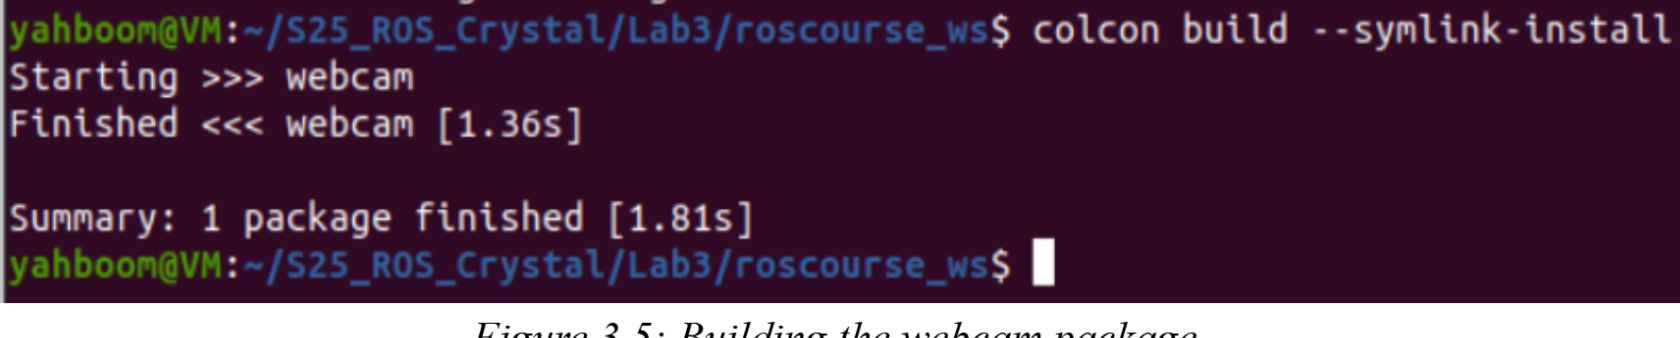 yahboom@VM:~/S25_ROS_Crystal/Lab3/roscourse_ws$ colcon build --symlink-install
Starting >>> webcam
Finished <<< webcam [1.36s]
Summary: 1 package finished [1.81s]
yahboom@VM:~/S25_ROS_Crystal/Lab3/roscourse_ws$
Figure 3.5: Building the webcam package